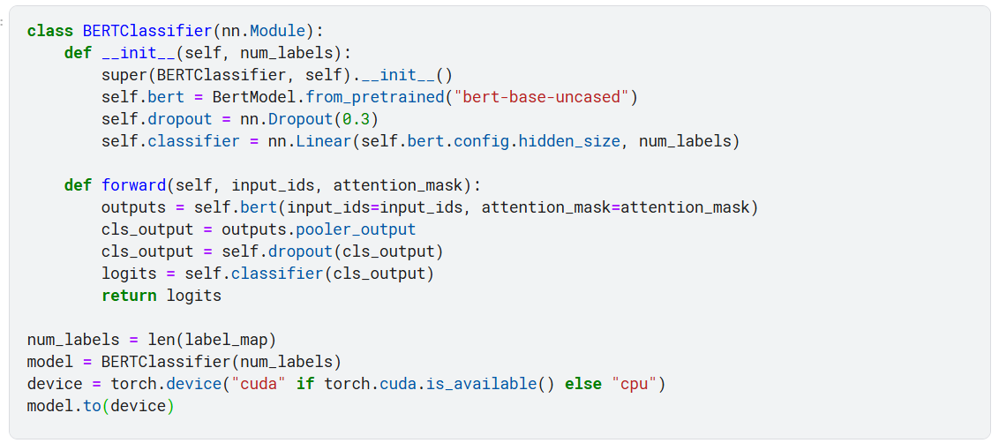 class BERTClassifier(nn.Module):
    def __init__(self, num_labels):
        super(BERTClassifier, self).__init__()
        self.bert = BertModel.from_pretrained("bert-base-uncased")
        self.dropout = nn.Dropout(0.3)
        self.classifier = nn.Linear(self.bert.config.hidden_size, num_labels)

    def forward(self, input_ids, attention_mask):
        outputs = self.bert(input_ids=input_ids, attention_mask=attention_mask)
        cls_output = outputs.pooler_output
        cls_output = self.dropout(cls_output)
        logits = self.classifier(cls_output)
        return logits

num_labels = len(label_map)
model = BERTClassifier(num_labels)
device = torch.device("cuda" if torch.cuda.is_available() else "cpu")
model.to(device)